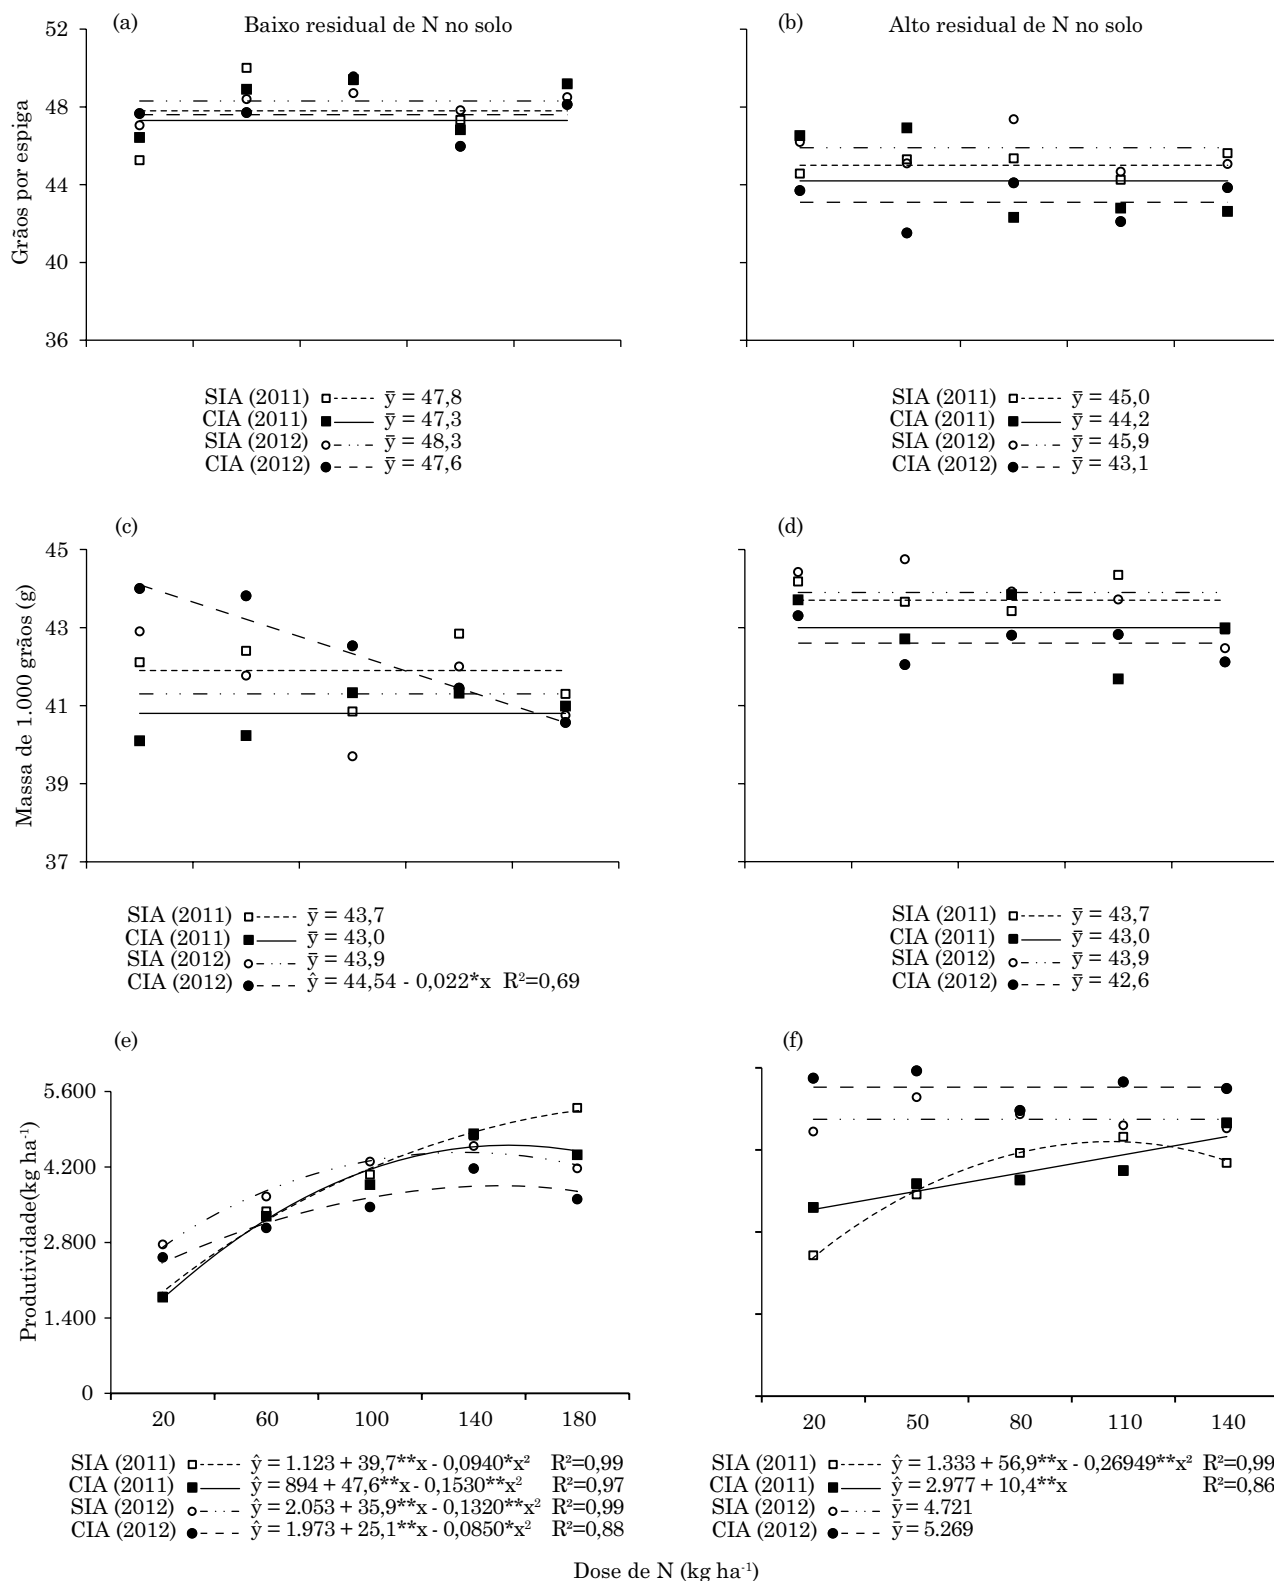 (a) Baixo residual de N no solo
(b) Alto residual de N no solo
Grãos por espiga
52
48
44
40
36
SIA (2011) ȳ = 47,8
CIA (2011) ȳ = 47,3
SIA (2012) ȳ = 48,3
CIA (2012) ȳ = 47,6
SIA (2011) ȳ = 45,0
CIA (2011) ȳ = 44,2
SIA (2012) ȳ = 45,9
CIA (2012) ȳ = 43,1
(c)
(d)
Massa de 1.000 grãos (g)
45
43
41
39
37
SIA (2011) ȳ = 43,7
CIA (2011) ȳ = 43,0
SIA (2012) ȳ = 43,9
CIA (2012) ŷ = 44,54 - 0,022*x R²=0,69
SIA (2011) ȳ = 43,7
CIA (2011) ȳ = 43,0
SIA (2012) ȳ = 43,9
CIA (2012) ȳ = 42,6
(e)
(f)
Produtividade(kg ha⁻¹)
5.600
4.200
2.800
1.400
0
20 60 100 140 180
20 50 80 110 140
SIA (2011) ŷ = 1.123 + 39,7**x - 0,0940*x² R²=0,99
CIA (2011) ŷ = 894 + 47,6**x - 0,1530**x² R²=0,97
SIA (2012) ŷ = 2.053 + 35,9**x - 0,1320**x² R²=0,99
CIA (2012) ŷ = 1.973 + 25,1**x - 0,0850*x² R²=0,88
SIA (2011) ŷ = 1.333 + 56,9**x - 0,26949**x² R²=0,99
CIA (2011) ŷ = 2.977 + 10,4**x R²=0,86
SIA (2012) ȳ = 4.721
CIA (2012) ȳ = 5.269
Dose de N (kg ha⁻¹)